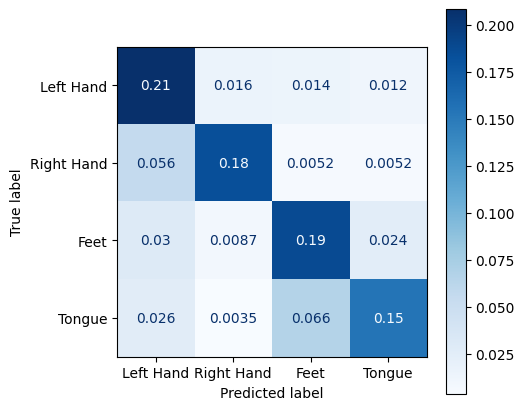 0.200
0.175
0.150
0.125
0.100
0.075
0.050
0.025
True label
Left Hand 0.21 0.016 0.014 0.012
Right Hand 0.056 0.18 0.0052 0.0052
Feet 0.03 0.0087 0.19 0.024
Tongue 0.026 0.0035 0.066 0.15
Left Hand Right Hand Feet Tongue
Predicted label